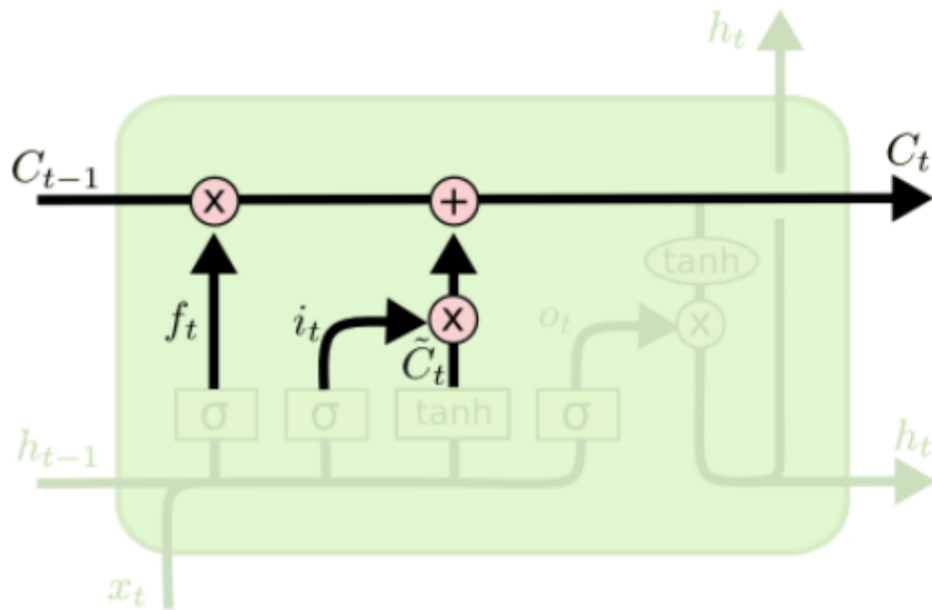 h_t
C_{t-1}
C_t
x
+
tanh
f_t
i_t
x
o_t
x
C̃_t
σ
σ
tanh
σ
h_{t-1}
h_t
x_t